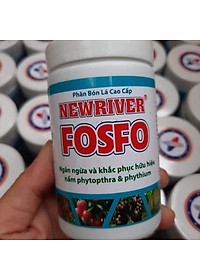 Phân Bón Lá Cao Cấp
NEWRIVER®
FOSFO
Ngăn ngừa và khắc phục hữu hiệu
nấm phytopthra & phythium